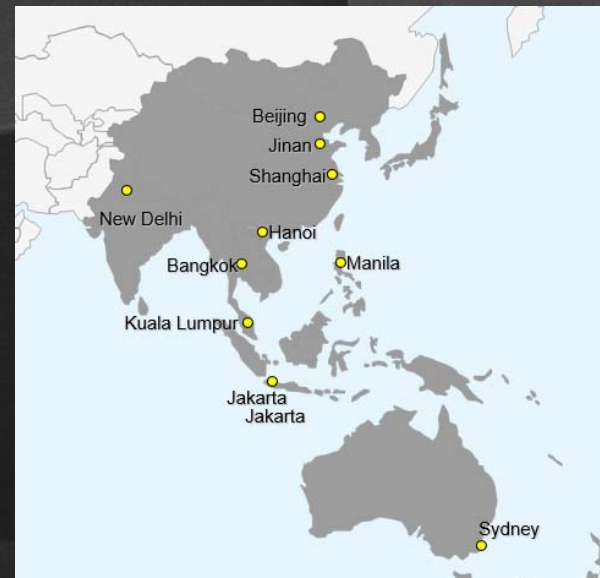 Beijing
Jinan
Shanghai
New Delhi
Hanoi
Bangkok
Manila
Kuala Lumpur
Jakarta
Jakarta
Sydney